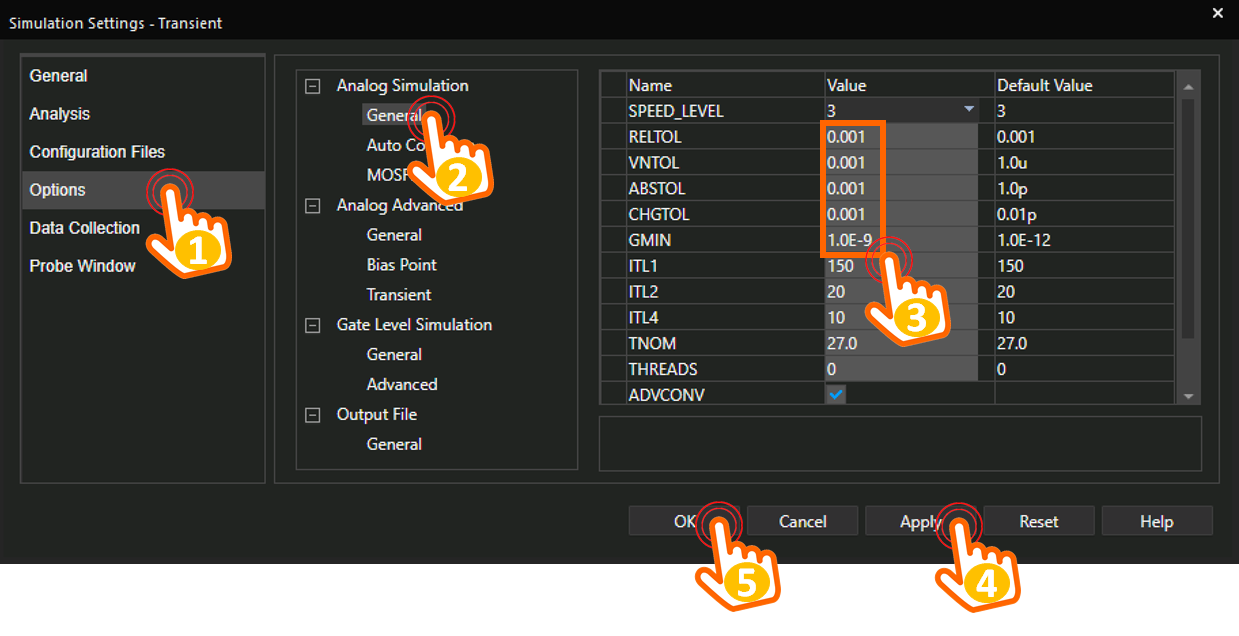 Simulation Settings - Transient
General
Analysis
Configuration Files
Options
Data Collection
Probe Window
1
Analog Simulation
General
Auto Co
MOSF
2
Analog Advanced
General
Bias Point
Transient
Gate Level Simulation
General
Advanced
Output File
General
Name Value Default Value
SPEED_LEVEL 3 3
RELTOL 0.001 0.001
VNTOL 0.001 1.0u
ABSTOL 0.001 1.0p
CHGTOL 0.001 0.01p
GMIN 1.0E-9 1.0E-12
ITL1 150 150
ITL2 20 20
ITL4 10 10
TNOM 27.0 27.0
THREADS 0 0
ADVCONV
3
OK Cancel Apply Reset Help
5 4